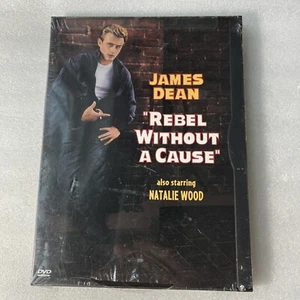 JAMES
DEAN
"REBEL
WITHOUT
A CAUSE"
also starring
NATALIE WOOD
DVD